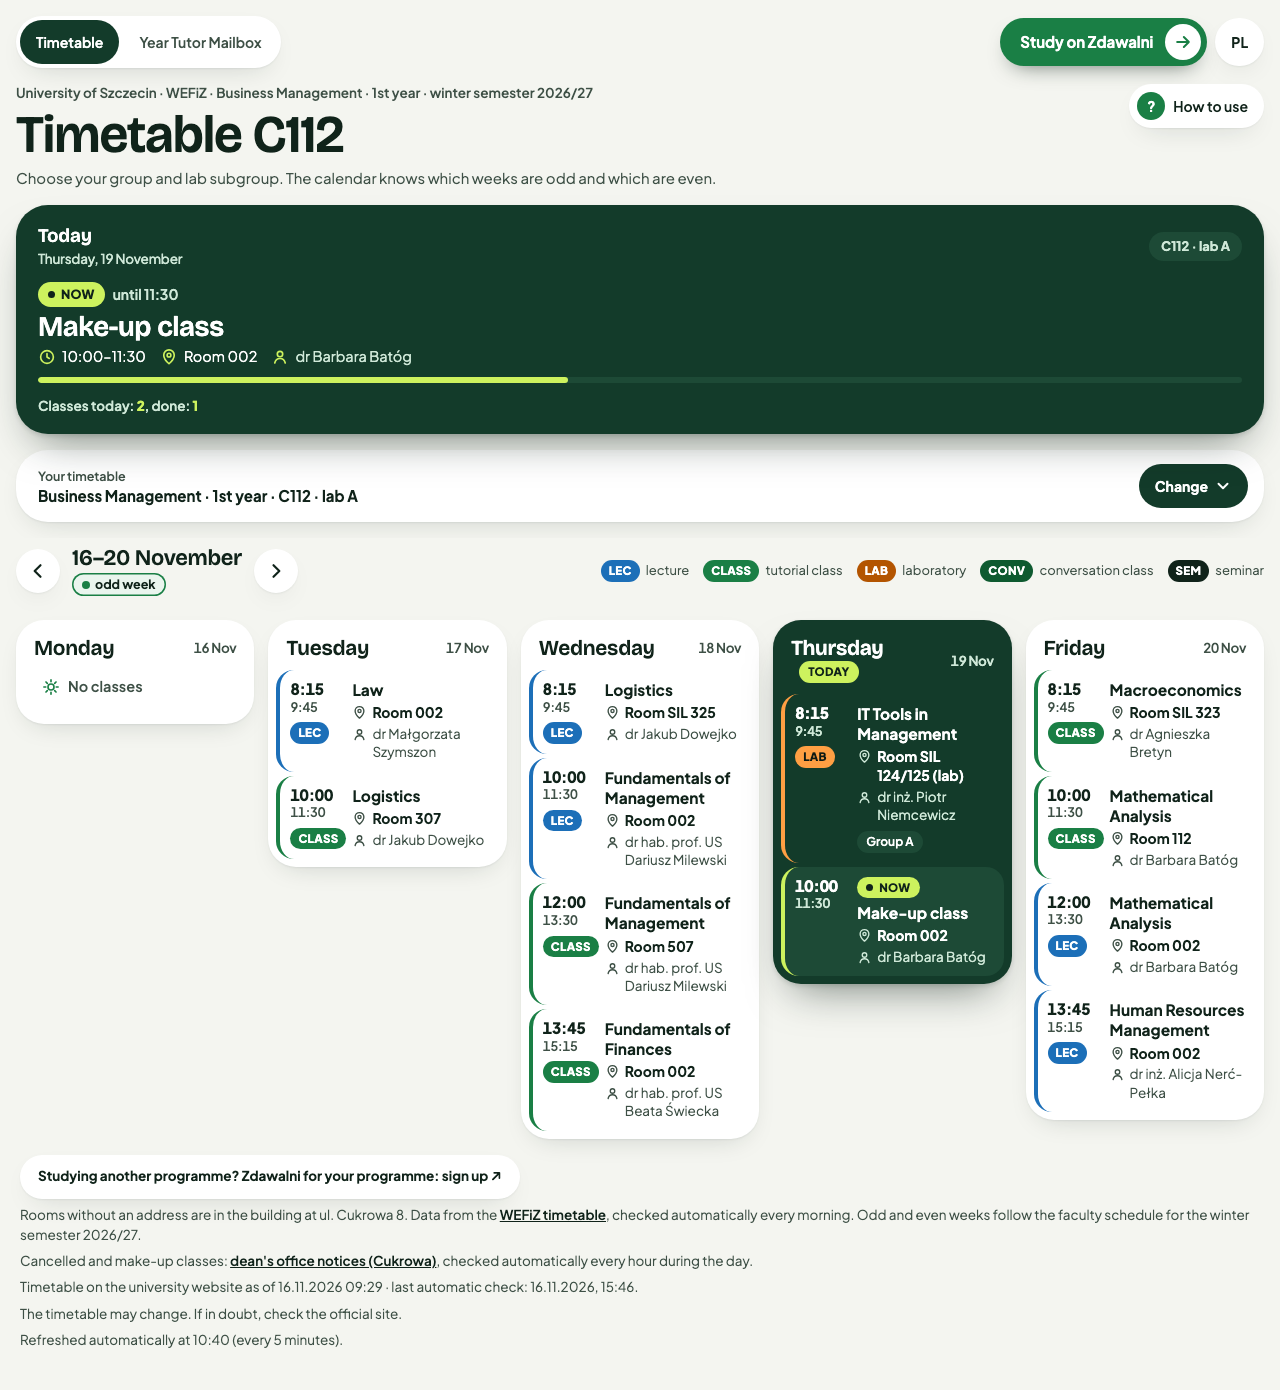 Timetable
Year Tutor Mailbox
Study on Zdawalni
PL
University of Szczecin · WEFiZ · Business Management · 1st year · winter semester 2026/27
? How to use
Timetable C112
Choose your group and lab subgroup. The calendar knows which weeks are odd and which are even.
Today
Thursday, 19 November
C112 · lab A
NOW until 11:30
Make-up class
10:00–11:30 Room 002 dr Barbara Batóg
Classes today: 2, done: 1
Your timetable
Business Management · 1st year · C112 · lab A
Change
16–20 November
odd week
LEC lecture CLASS tutorial class LAB laboratory CONV conversation class SEM seminar
Monday 16 Nov
No classes
Tuesday 17 Nov
8:15 Law
9:45 Room 002
LEC dr Małgorzata
Szymszon
10:00 Logistics
11:30 Room 307
CLASS dr Jakub Dowejko
Wednesday 18 Nov
8:15 Logistics
9:45 Room SIL 325
LEC dr Jakub Dowejko
10:00 Fundamentals of
11:30 Management
LEC Room 002
dr hab. prof. US
Dariusz Milewski
12:00 Fundamentals of
13:30 Management
CLASS Room 507
dr hab. prof. US
Dariusz Milewski
13:45 Fundamentals of
15:15 Finances
CLASS Room 002
dr hab. prof. US
Beata Świecka
Thursday 19 Nov
TODAY
8:15 IT Tools in
9:45 Management
LAB Room SIL
124/125 (lab)
dr inż. Piotr
Niemcewicz
Group A
10:00 NOW
11:30 Make-up class
Room 002
dr Barbara Batóg
Friday 20 Nov
8:15 Macroeconomics
9:45 Room SIL 323
CLASS dr Agnieszka
Bretyn
10:00 Mathematical
11:30 Analysis
CLASS Room 112
dr Barbara Batóg
12:00 Mathematical
13:30 Analysis
LEC Room 002
dr Barbara Batóg
13:45 Human Resources
15:15 Management
LEC Room 002
dr inż. Alicja Nerć-
Pełka
Studying another programme? Zdawalni for your programme: sign up ↗
Rooms without an address are in the building at ul. Cukrowa 8. Data from the WEFiZ timetable, checked automatically every morning. Odd and even weeks follow the faculty schedule for the winter
semester 2026/27.
Cancelled and make-up classes: dean's office notices (Cukrowa), checked automatically every hour during the day.
Timetable on the university website as of 16.11.2026 09:29 · last automatic check: 16.11.2026, 15:46.
The timetable may change. If in doubt, check the official site.
Refreshed automatically at 10:40 (every 5 minutes).